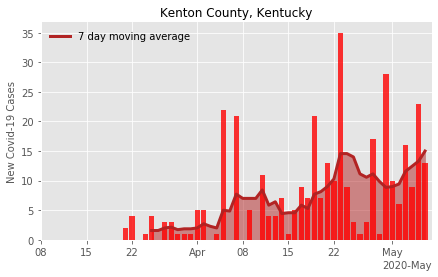 Kenton County, Kentucky
7 day moving average
New Covid-19 Cases
35
30
25
20
15
10
5
0
08
15
22
Apr
08
15
22
May
2020-May